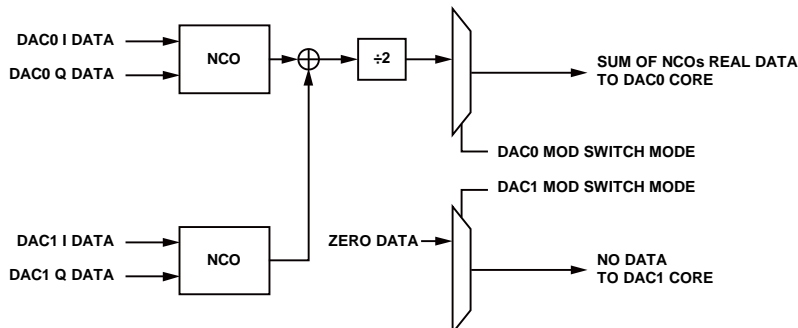 DAC0 I DATA
DAC0 Q DATA
NCO
÷2
SUM OF NCOs REAL DATA
TO DAC0 CORE
DAC0 MOD SWITCH MODE
DAC1 MOD SWITCH MODE
DAC1 I DATA
DAC1 Q DATA
NCO
ZERO DATA
NO DATA
TO DAC1 CORE